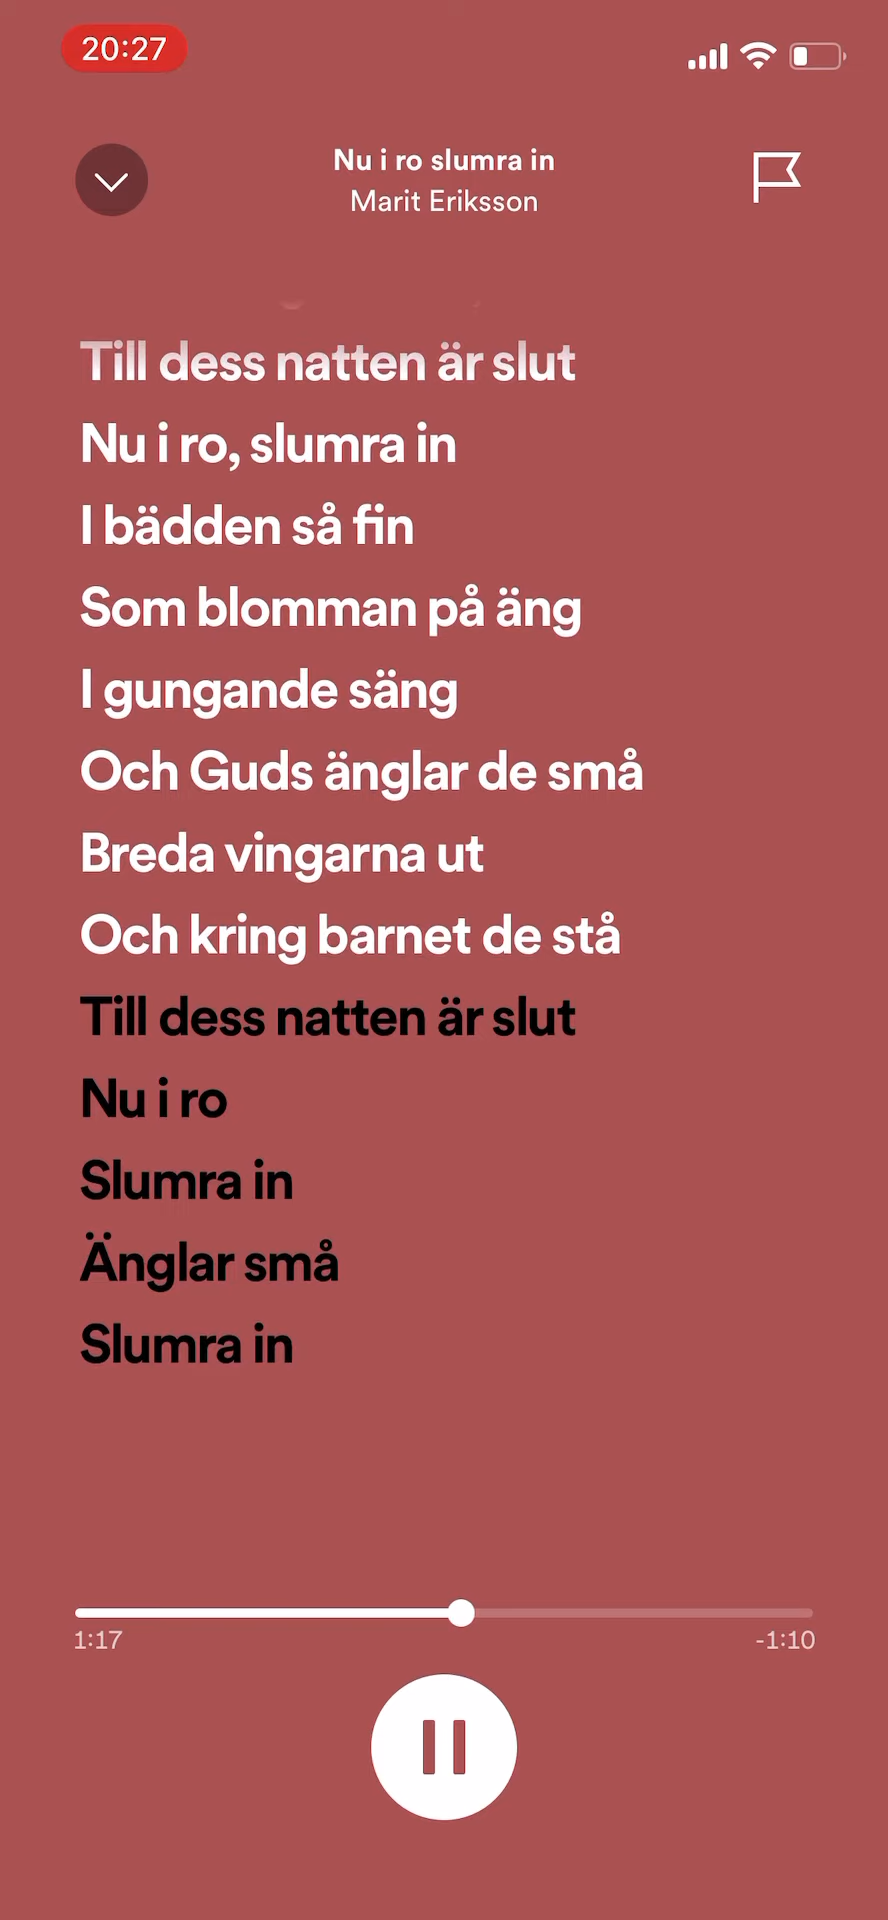 20:27
Nu i ro slumra in
Marit Eriksson
Till dess natten är slut
Nu i ro, slumra in
I bädden så fin
Som blomman på äng
I gungande säng
Och Guds änglar de små
Breda vingarna ut
Och kring barnet de stå
Till dess natten är slut
Nu i ro
Slumra in
Änglar små
Slumra in
1:17
-1:10